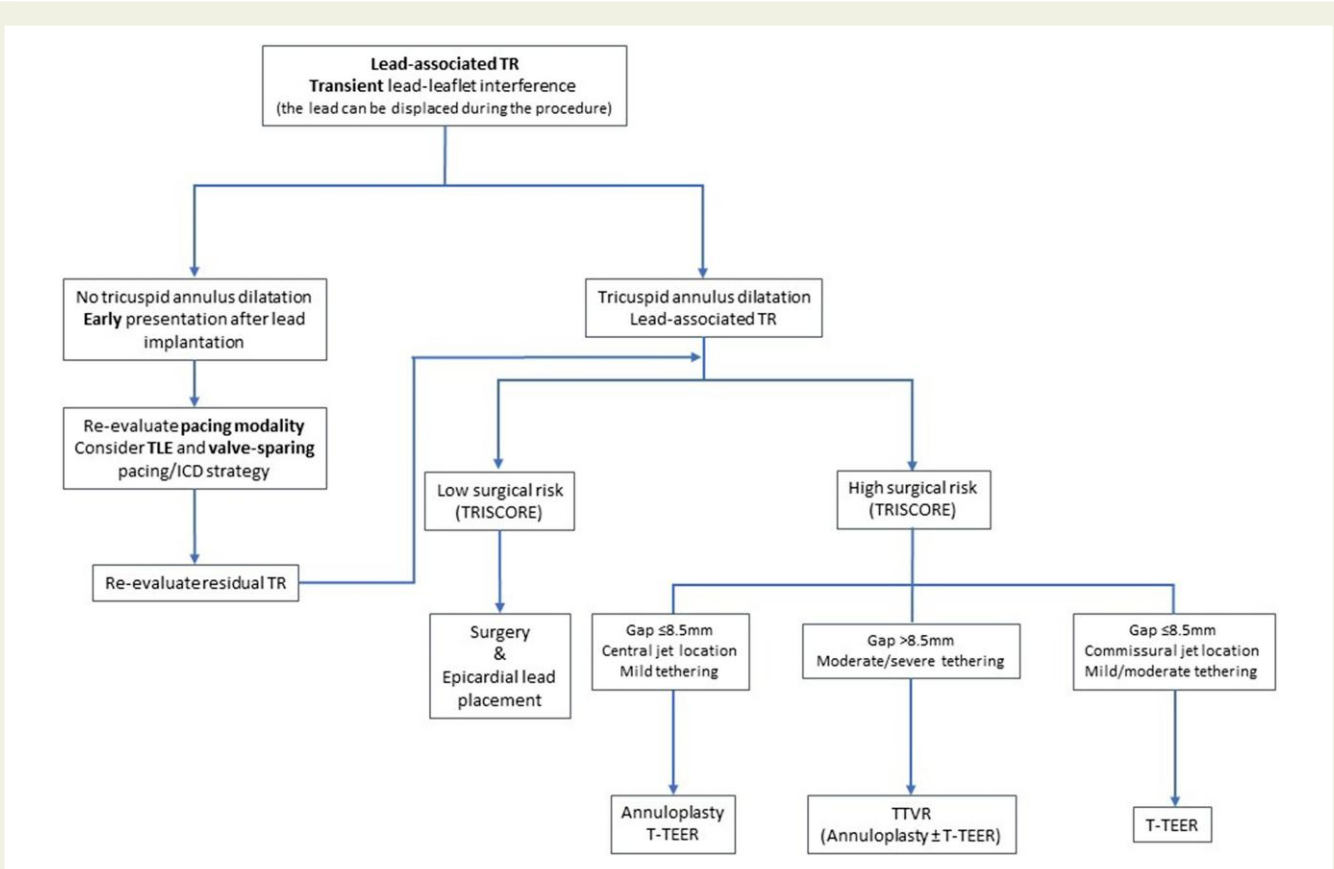 Lead-associated TR
Transient lead-leaflet interference
(the lead can be displaced during the procedure)
No tricuspid annulus dilatation
Early presentation after lead
implantation
Tricuspid annulus dilatation
Lead-associated TR
Re-evaluate pacing modality
Consider TLE and valve-sparing
pacing/ICD strategy
Re-evaluate residual TR
Low surgical risk
(TRISCORE)
High surgical risk
(TRISCORE)
Surgery
&
Epicardial lead
placement
Gap ≤8.5mm
Central jet location
Mild tethering
Gap >8.5mm
Moderate/severe tethering
Gap ≤8.5mm
Commissural jet location
Mild/moderate tethering
Annuloplasty
T-TEER
TTVR
(Annuloplasty ± T-TEER)
T-TEER